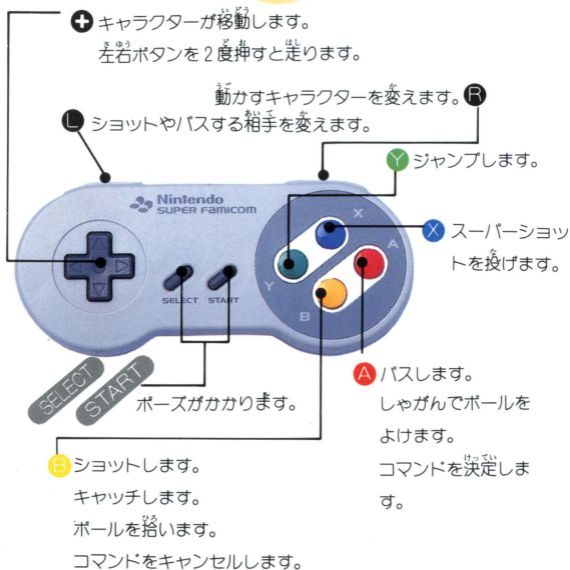 キャラクターが移動します。
左右ボタンを2度押すと走ります。
動かすキャラクターを変えます。 R
L ショットやパスする相手を変えます。
Y ジャンプします。
Nintendo
SUPER FAMICOM
X
A
Y
B
SELECT START
X スーパーショッ
トを投げます。
SELECT
START
ポーズがかかります。
A パスします。
しゃがんでボールを
よけます。
コマンドを決定しま
す。
B ショットします。
キャッチします。
ボールを拾います。
コマンドをキャンセルします。